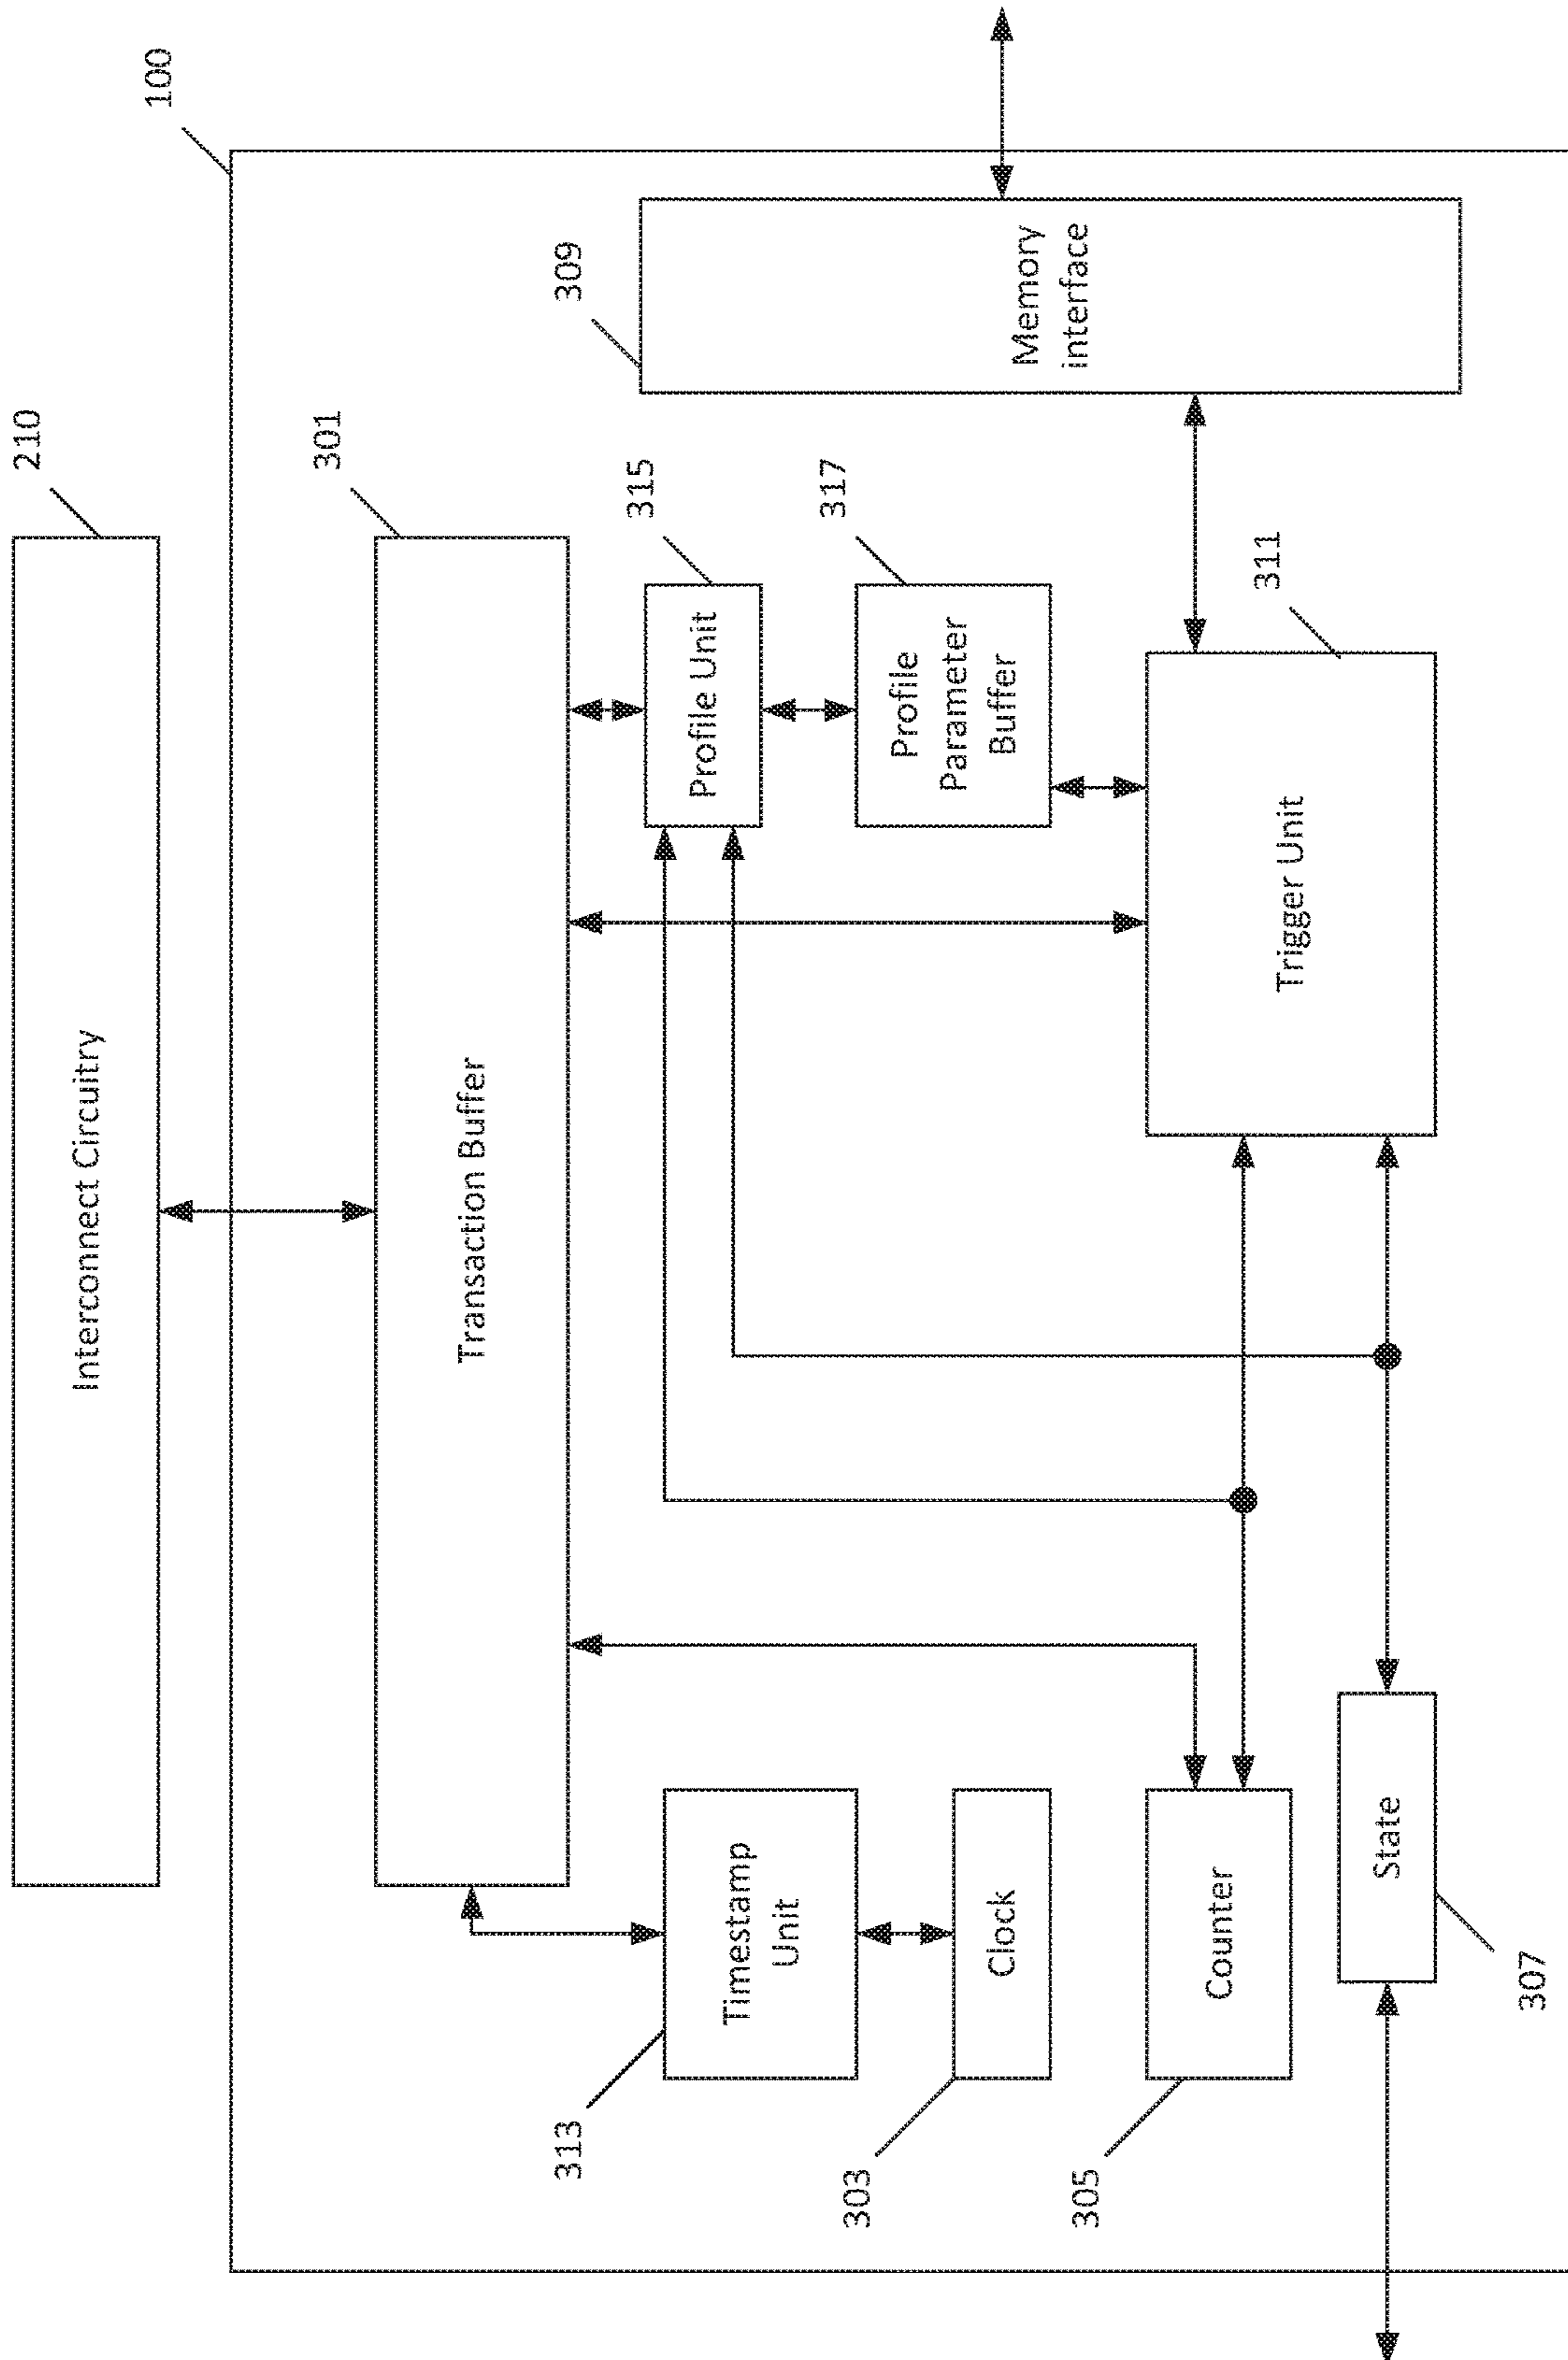 210
Interconnect Circuitry
100
301
Transaction Buffer
313
Timestamp
Unit
315
Profile Unit
309
Memory
interface
303
Clock
317
Profile
Parameter
Buffer
305
Counter
311
Trigger Unit
State
307